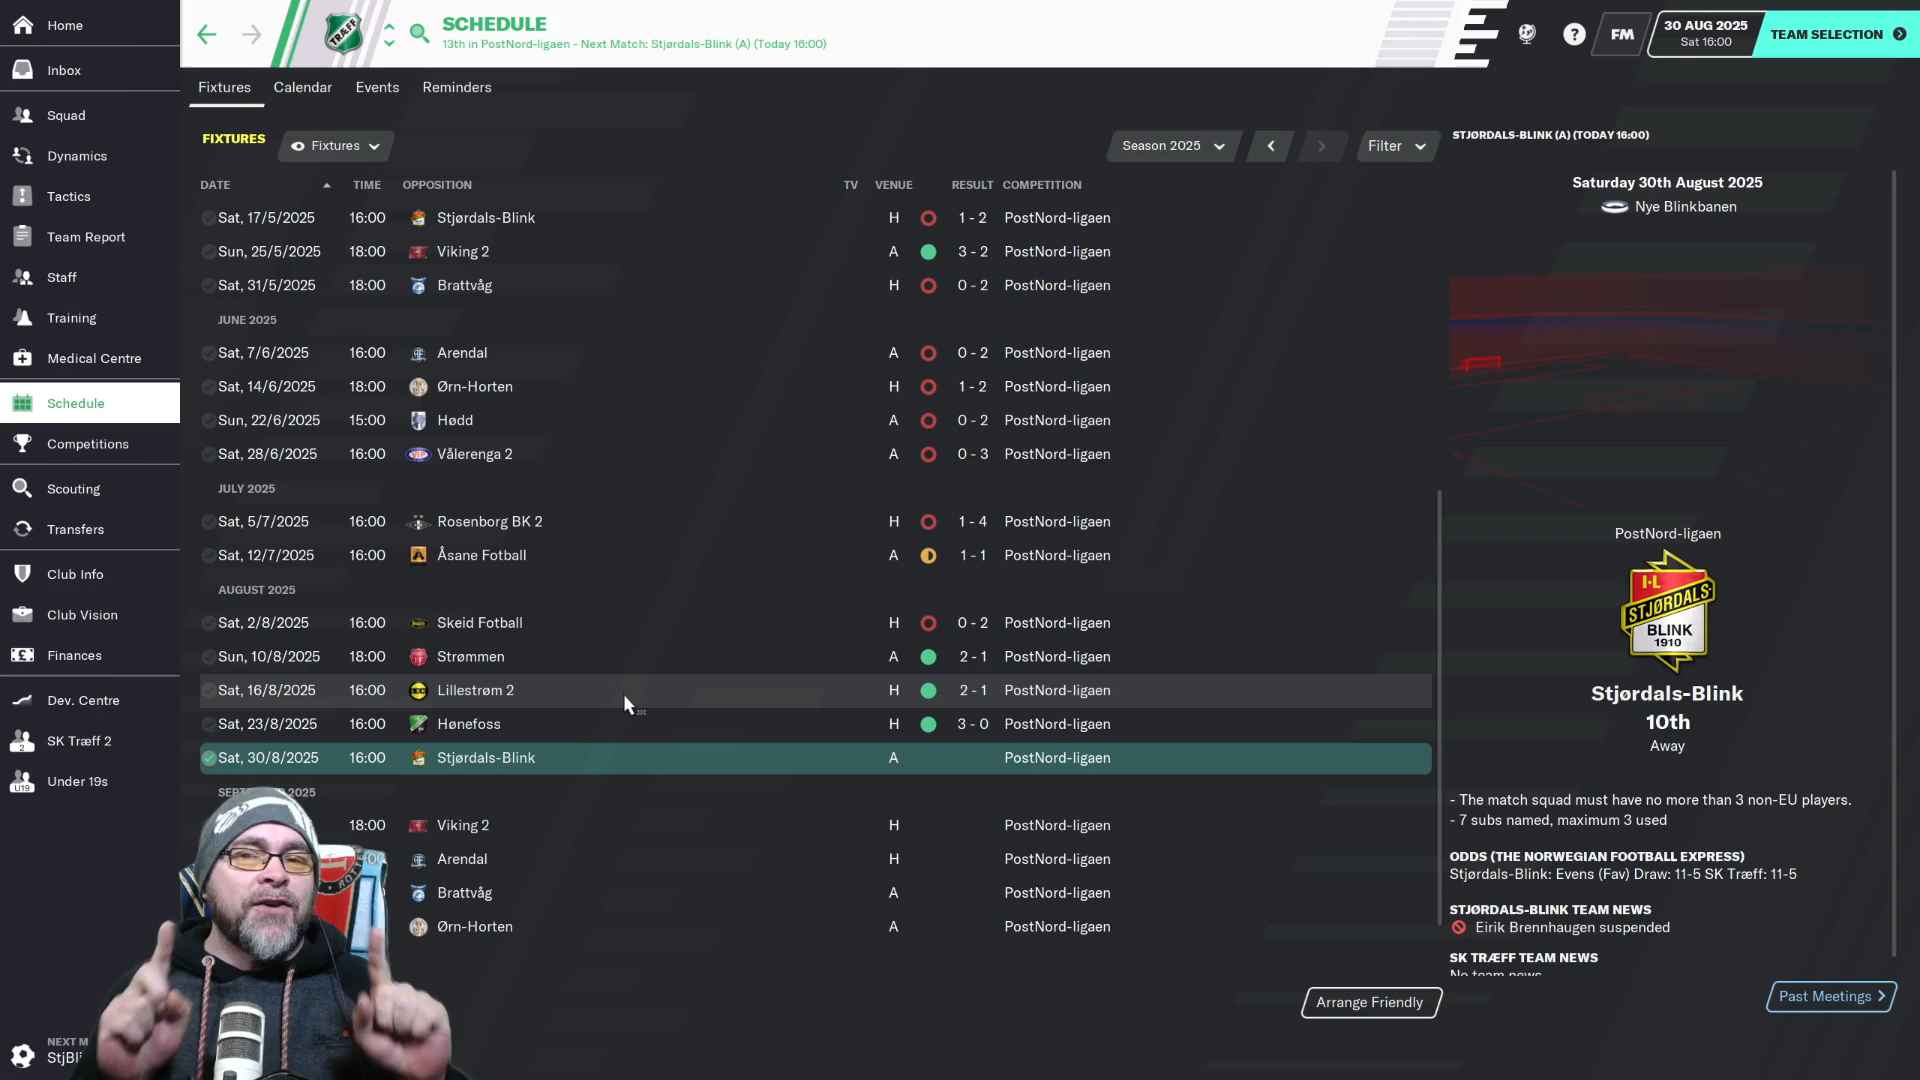 Home
Inbox
Squad
Dynamics
Tactics
Team Report
Staff
Training
Medical Centre
Schedule
Competitions
Scouting
Transfers
Club Info
Club Vision
Finances
Dev. Centre
2 SK Træff 2
U19 Under 19s
NEXT M
StjBli
TRÆFF
SCHEDULE
13th in PostNord-ligaen - Next Match: Stjørdals-Blink (A) (Today 16:00)
?
FM
30 AUG 2025
Sat 16:00
TEAM SELECTION
Fixtures Calendar Events Reminders
FIXTURES Fixtures Season 2025 Filter
DATE TIME OPPOSITION TV VENUE RESULT COMPETITION
Sat, 17/5/2025 16:00 Stjørdals-Blink H 1 - 2 PostNord-ligaen
Sun, 25/5/2025 18:00 Viking 2 A 3 - 2 PostNord-ligaen
Sat, 31/5/2025 18:00 Brattvåg H 0 - 2 PostNord-ligaen
JUNE 2025
Sat, 7/6/2025 16:00 Arendal A 0 - 2 PostNord-ligaen
Sat, 14/6/2025 18:00 Ørn-Horten H 1 - 2 PostNord-ligaen
Sun, 22/6/2025 15:00 Hødd A 0 - 2 PostNord-ligaen
Sat, 28/6/2025 16:00 Vålerenga 2 A 0 - 3 PostNord-ligaen
JULY 2025
Sat, 5/7/2025 16:00 Rosenborg BK 2 H 1 - 4 PostNord-ligaen
Sat, 12/7/2025 16:00 Åsane Fotball A 1 - 1 PostNord-ligaen
AUGUST 2025
Sat, 2/8/2025 16:00 Skeid Fotball H 0 - 2 PostNord-ligaen
Sun, 10/8/2025 18:00 Strømmen A 2 - 1 PostNord-ligaen
Sat, 16/8/2025 16:00 Lillestrøm 2 H 2 - 1 PostNord-ligaen
Sat, 23/8/2025 16:00 Hønefoss H 3 - 0 PostNord-ligaen
Sat, 30/8/2025 16:00 Stjørdals-Blink A PostNord-ligaen
2025
18:00 Viking 2 H PostNord-ligaen
Arendal H PostNord-ligaen
Brattvåg A PostNord-ligaen
Ørn-Horten A PostNord-ligaen
Arrange Friendly
STJØRDALS-BLINK (A) (TODAY 16:00)
Saturday 30th August 2025
Nye Blinkbanen
PostNord-ligaen
I·L
STJØRDALS-
BLINK
1910
Stjørdals-Blink
10th
Away
- The match squad must have no more than 3 non-EU players.
- 7 subs named, maximum 3 used
ODDS (THE NORWEGIAN FOOTBALL EXPRESS)
Stjørdals-Blink: Evens (Fav) Draw: 11-5 SK Træff: 11-5
STJØRDALS-BLINK TEAM NEWS
Eirik Brennhaugen suspended
SK TRÆFF TEAM NEWS
No team news
Past Meetings